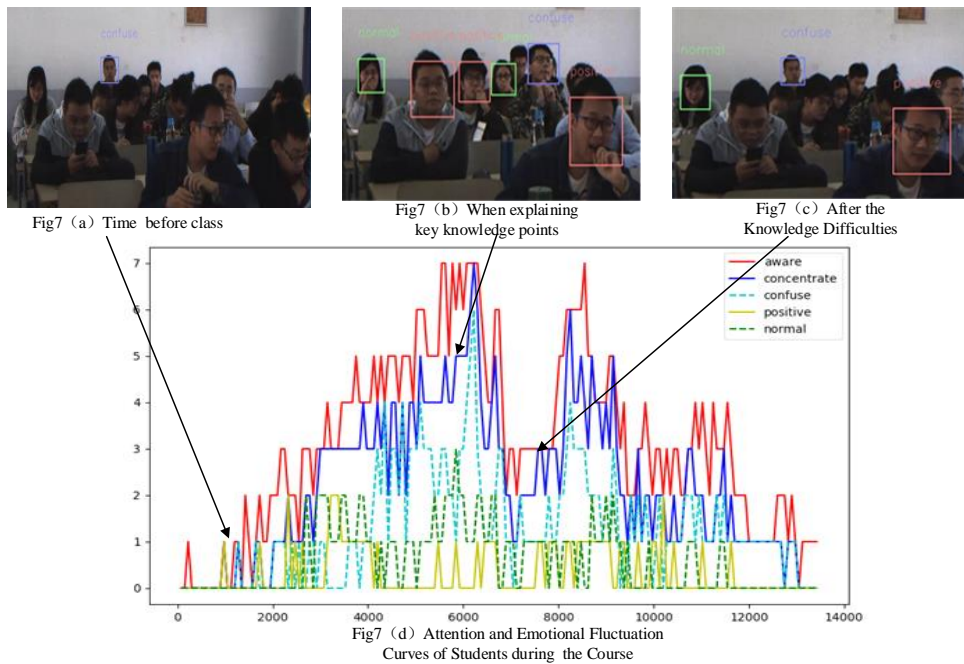 confuse
normal
confuse
normal
confuse
Fig7（a）Time before class
Fig7（b）When explaining
key knowledge points
Fig7（c）After the
Knowledge Difficulties
7
6
5
4
3
2
1
0
aware
concentrate
confuse
positive
normal
0 2000 4000 6000 8000 10000 12000 14000
Fig7（d）Attention and Emotional Fluctuation
Curves of Students during the Course